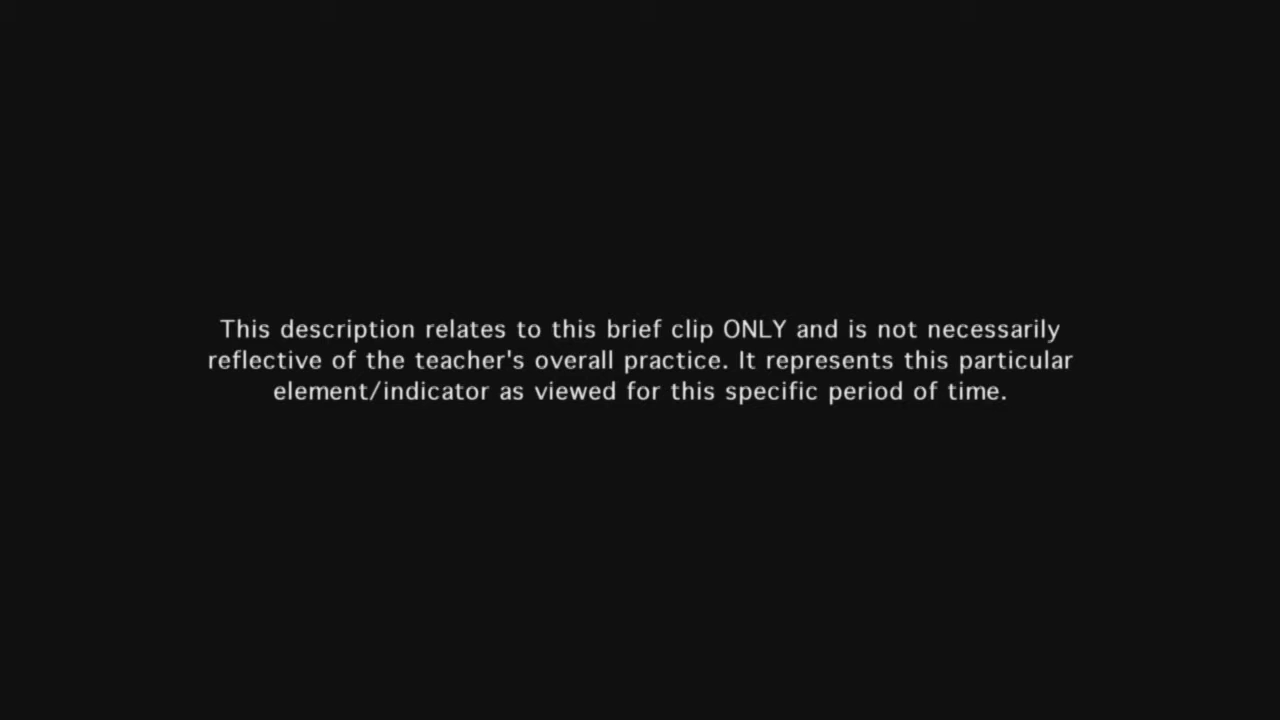 This description relates to this brief clip ONLY and is not necessarily
reflective of the teacher's overall practice. It represents this particular
element/indicator as viewed for this specific period of time.